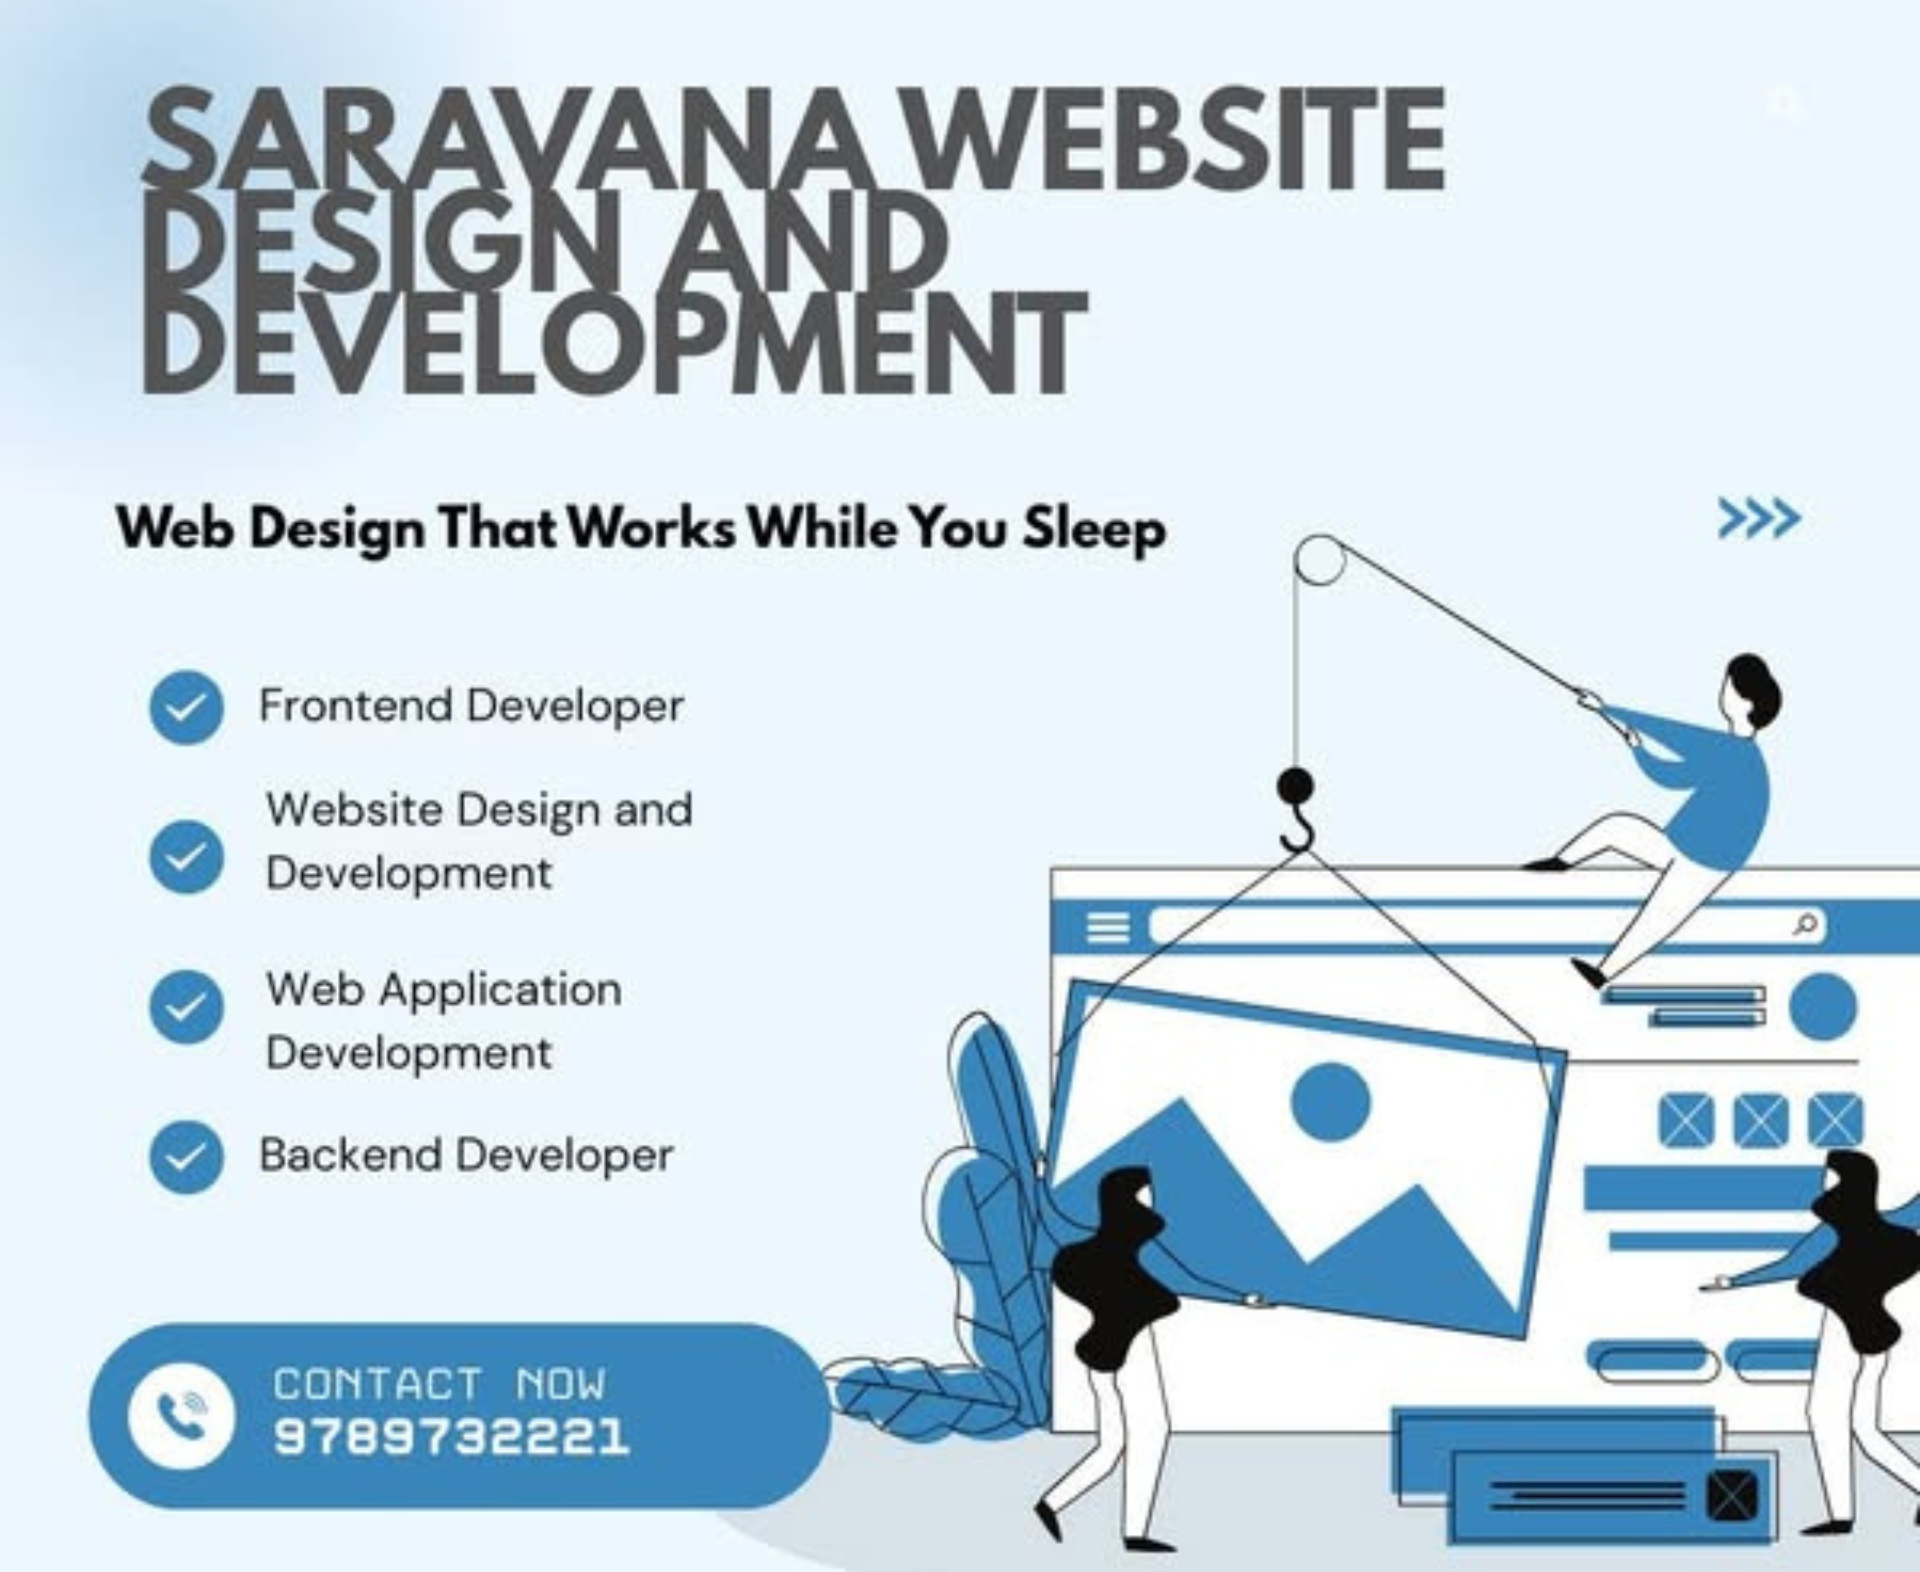 SARAVANA WEBSITE
DESIGN AND
DEVELOPMENT
Web Design That Works While You Sleep
Frontend Developer
Website Design and
Development
Web Application
Development
Backend Developer
CONTACT NOW
9789732221